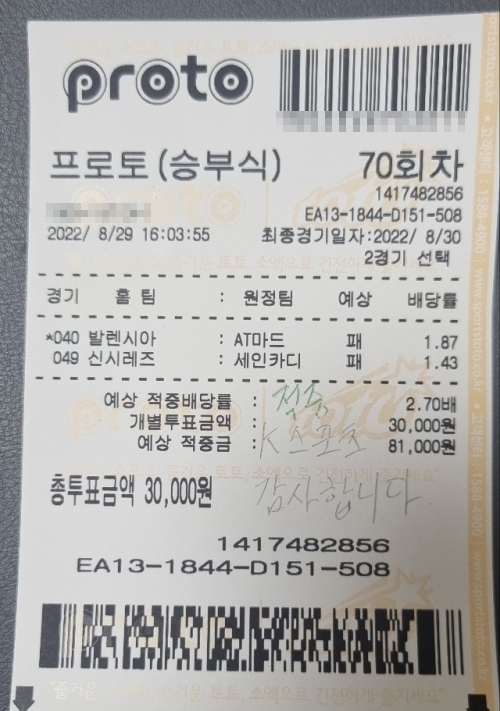 proto
프로토(승부식) 70회차
1417482856
EA13-1844-D151-508
2022/ 8/29 16:03:55 최종경기일자:2022/ 8/30
2경기 선택
경기 홈 팀 : 원정팀 예상 배당률
*040 발렌시아 : AT마드 패 1.87
049 신시레즈 : 세인카디 패 1.43
예상 적중배당률 : 2.70배
개별투표금액 : 30,000원
예상 적중금 : 81,000원
적중
K스포츠
감사합니다
총투표금액 30,000원
1417482856
EA13-1844-D151-508